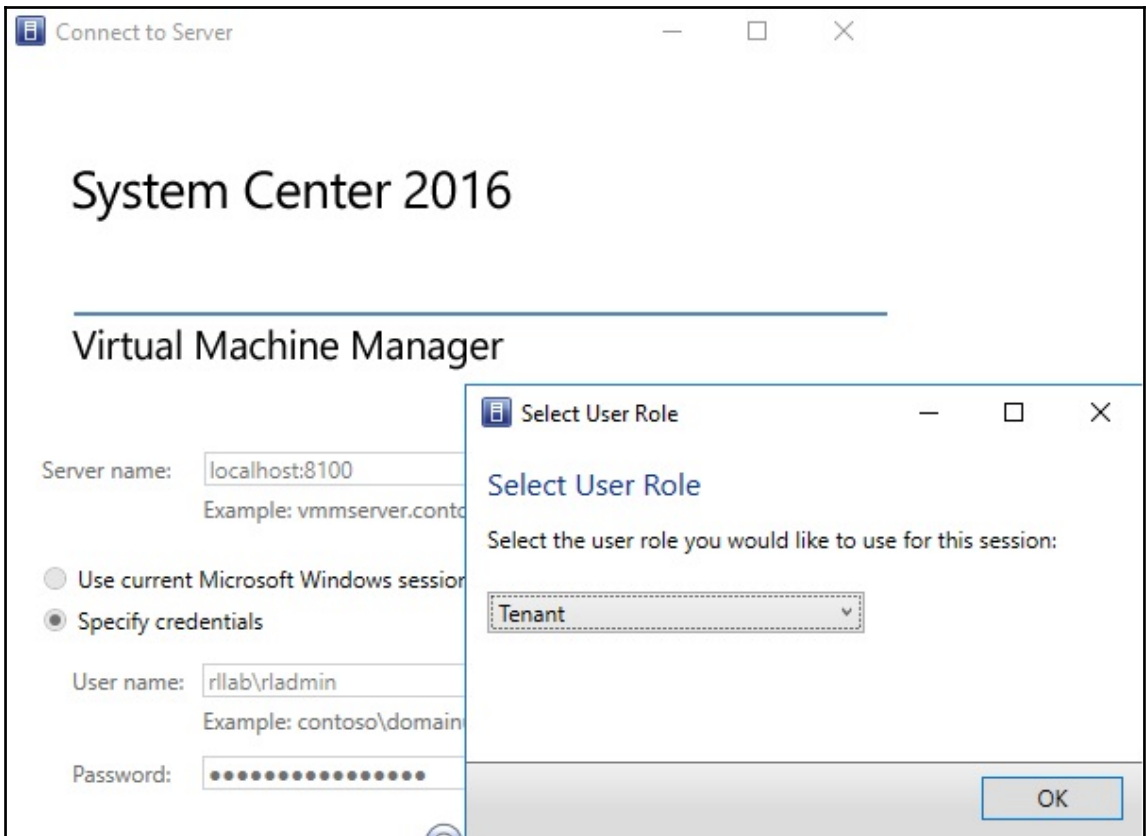 Connect to Server
System Center 2016
Virtual Machine Manager
Server name: localhost:8100
Example: vmmserver.conto
Use current Microsoft Windows session
Specify credentials
User name: rllab\rladmin
Example: contoso\domain
Password: ●●●●●●●●●●●●●●●●
Select User Role
Select User Role
Select the user role you would like to use for this session:
Tenant
OK